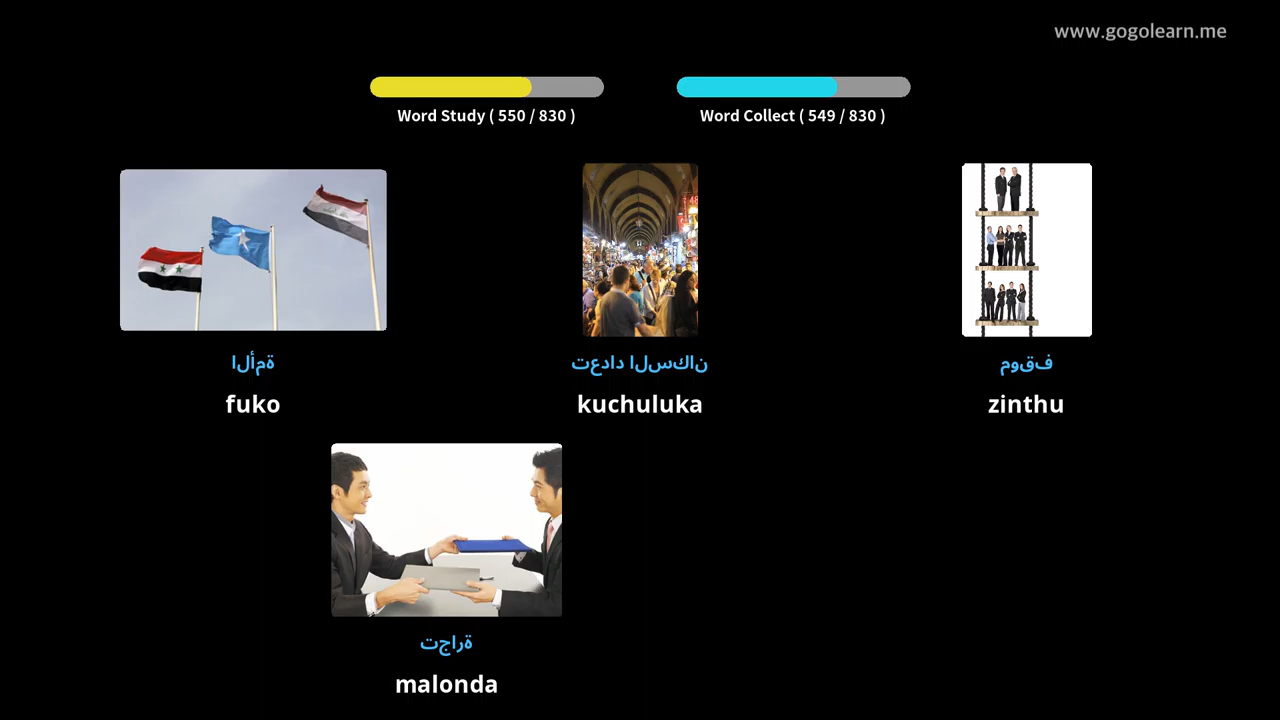 www.gogolearn.me
Word Study ( 550 / 830 )
Word Collect ( 549 / 830 )
الأمة
fuko
تعداد السكان
kuchuluka
موقف
zinthu
تجارة
malonda